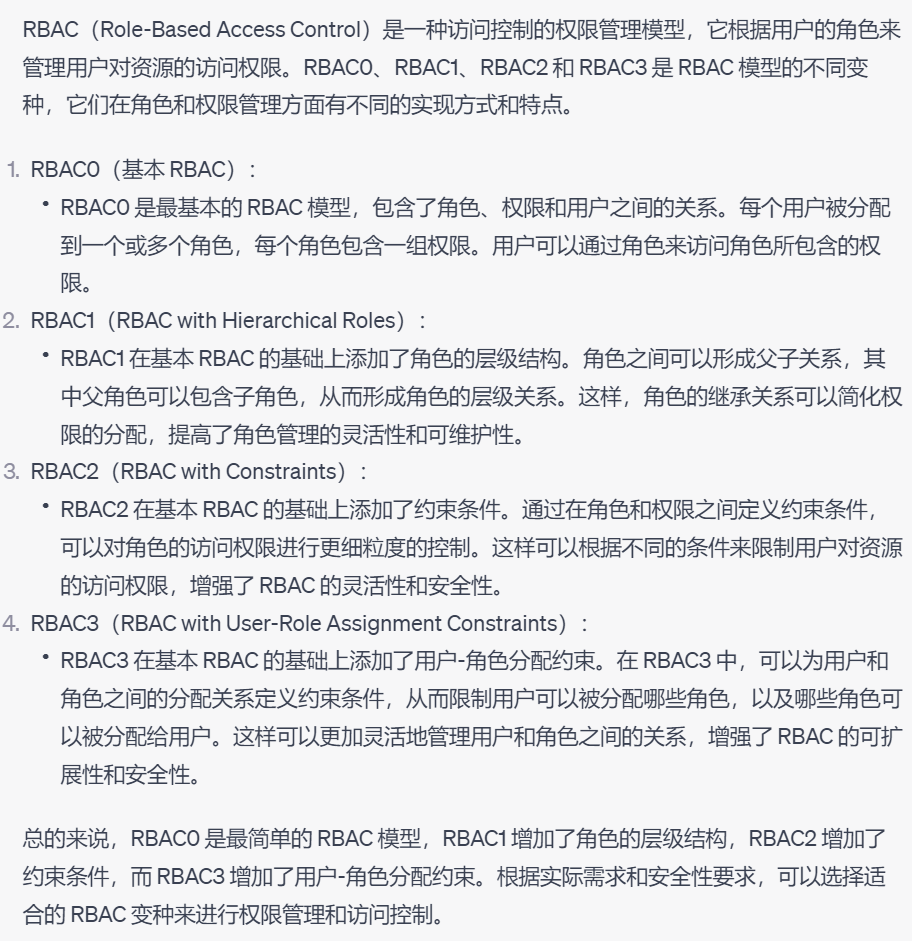 RBAC（Role-Based Access Control）是一种访问控制的权限管理模型，它根据用户的角色来
管理用户对资源的访问权限。RBAC0、RBAC1、RBAC2 和 RBAC3 是 RBAC 模型的不同变
种，它们在角色和权限管理方面有不同的实现方式和特点。
1. RBAC0（基本 RBAC）:
• RBAC0 是最基本的 RBAC 模型，包含了角色、权限和用户之间的关系。每个用户被分配
到一个或多个角色，每个角色包含一组权限。用户可以通过角色来访问角色所包含的权
限。
2. RBAC1（RBAC with Hierarchical Roles）:
• RBAC1 在基本 RBAC 的基础上添加了角色的层级结构。角色之间可以形成父子关系，其
中父角色可以包含子角色，从而形成角色的层级关系。这样，角色的继承关系可以简化权
限的分配，提高了角色管理的灵活性和可维护性。
3. RBAC2（RBAC with Constraints）:
• RBAC2 在基本 RBAC 的基础上添加了约束条件。通过在角色和权限之间定义约束条件，
可以对角色的访问权限进行更细粒度的控制。这样可以根据不同的条件来限制用户对资源
的访问权限，增强了 RBAC 的灵活性和安全性。
4. RBAC3（RBAC with User-Role Assignment Constraints）:
• RBAC3 在基本 RBAC 的基础上添加了用户-角色分配约束。在 RBAC3 中，可以为用户和
角色之间的分配关系定义约束条件，从而限制用户可以被分配哪些角色，以及哪些角色可
以被分配给用户。这样可以更加灵活地管理用户和角色之间的关系，增强了 RBAC 的可扩
展性和安全性。
总的来说，RBAC0 是最简单的 RBAC 模型，RBAC1 增加了角色的层级结构，RBAC2 增加了
约束条件，而 RBAC3 增加了用户-角色分配约束。根据实际需求和安全性要求，可以选择适
合的 RBAC 变种来进行权限管理和访问控制。